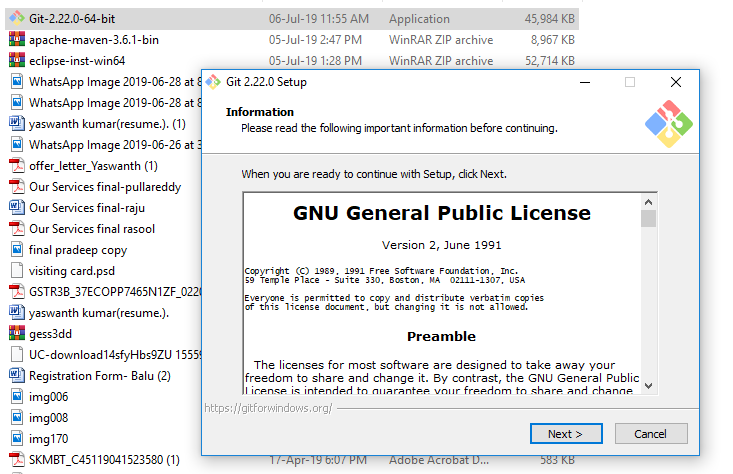 Git-2.22.0-64-bit 06-Jul-19 11:55 AM Application 45,984 KB
apache-maven-3.6.1-bin 05-Jul-19 2:47 PM WinRAR ZIP archive 8,967 KB
eclipse-inst-win64 05-Jul-19 1:28 PM WinRAR ZIP archive 52,714 KB
WhatsApp Image 2019-06-28 at 8
WhatsApp Image 2019-06-28 at 8
yaswanth kumar(resume.). (1)
WhatsApp Image 2019-06-26 at 3
offer_letter_Yaswanth (1)
Our Services final-pullareddy
Our Services final-raju
Our Services final rasool
final pradeep copy
visiting card.psd
GSTR3B_37ECOPP7465N1ZF_022
yaswanth kumar(resume.).
gess3dd
UC-download14sfyHbs9ZU 1555
Registration Form- Balu (2)
img006
img008
img170
SKMBT_C45119041523580 (1) 17-Apr-19 6:07 PM Adobe Acrobat D... 583 KB
Git 2.22.0 Setup
Information
Please read the following important information before continuing.
When you are ready to continue with Setup, click Next.
GNU General Public License
Version 2, June 1991
Copyright (C) 1989, 1991 Free Software Foundation, Inc.
59 Temple Place - Suite 330, Boston, MA 02111-1307, USA
Everyone is permitted to copy and distribute verbatim copies
of this license document, but changing it is not allowed.
Preamble
The licenses for most software are designed to take away your
freedom to share and change it. By contrast, the GNU General Public
License is intended to guarantee your freedom to share and change
https://gitforwindows.org/
Next >
Cancel